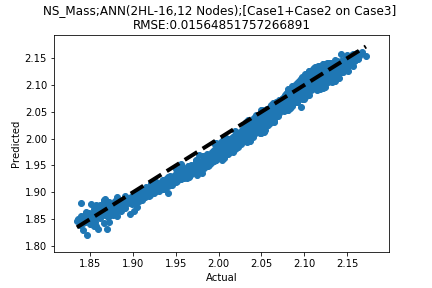 NS_Mass;ANN(2HL-16,12 Nodes);[Case1+Case2 on Case3]
RMSE:0.01564851757266891
2.15
2.10
2.05
2.00
1.95
1.90
1.85
1.80
Predicted
1.85 1.90 1.95 2.00 2.05 2.10 2.15
Actual